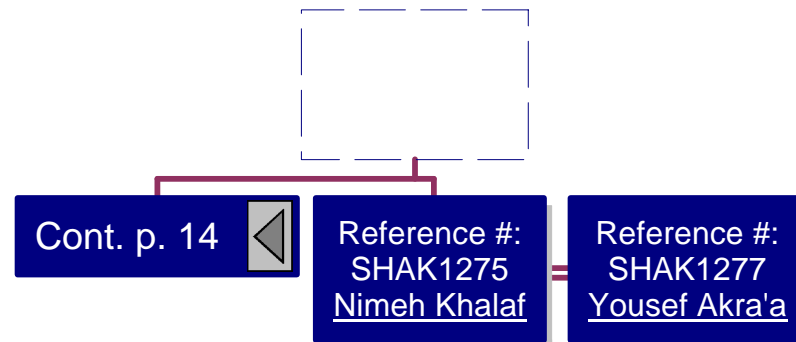 Cont. p. 14
Reference #:
SHAK1275
Nimeh Khalaf
Reference #:
SHAK1277
Yousef Akra'a